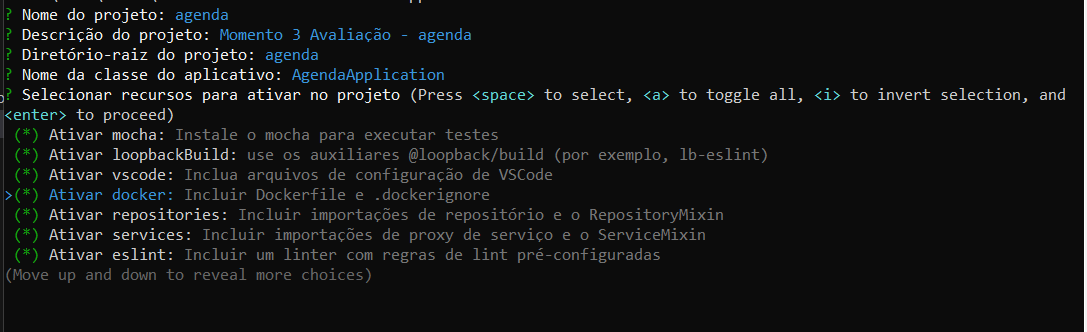 ? Nome do projeto: agenda
? Descrição do projeto: Momento 3 Avaliação - agenda
? Diretório-raiz do projeto: agenda
? Nome da classe do aplicativo: AgendaApplication
? Selecionar recursos para ativar no projeto (Press <space> to select, <a> to toggle all, <i> to invert selection, and
<enter> to proceed)
(*) Ativar mocha: Instale o mocha para executar testes
(*) Ativar loopbackBuild: use os auxiliares @loopback/build (por exemplo, lb-eslint)
(*) Ativar vscode: Inclua arquivos de configuração de VSCode
>(*) Ativar docker: Incluir Dockerfile e .dockerignore
(*) Ativar repositories: Incluir importações de repositório e o RepositoryMixin
(*) Ativar services: Incluir importações de proxy de serviço e o ServiceMixin
(*) Ativar eslint: Incluir um linter com regras de lint pré-configuradas
(Move up and down to reveal more choices)